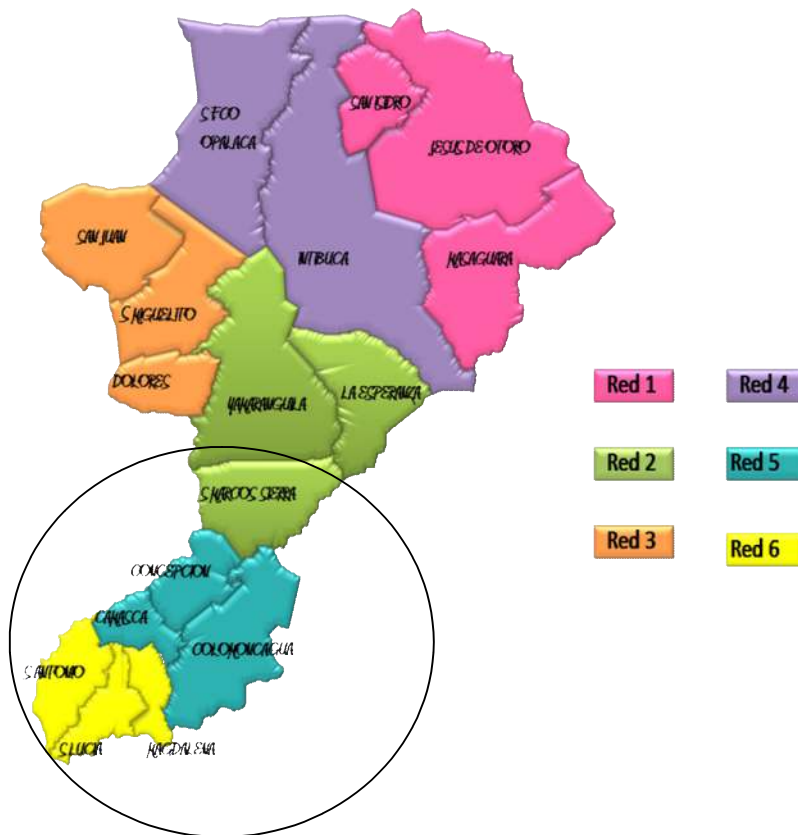 S FCO
OPALACA
SAN ISIDRO
JESUS DE OTORO
SAN JUAN
INTIBUCA
MASAGUARA
S MIGUELITO
DOLORES
YAMARANGUILA
LA ESPERANZA
S MARCOS SIERRA
CONCEPCION
CAMASCA
COLOMONCAGUA
S ANTONIO
S LUCIA
MAGDALENA
Red 1
Red 4
Red 2
Red 5
Red 3
Red 6